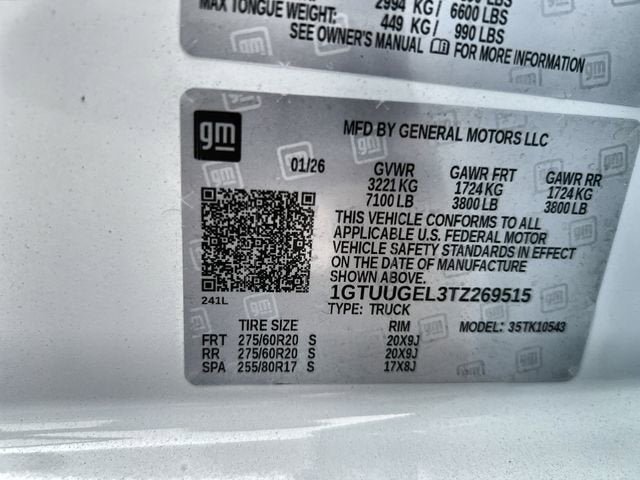 2994 KG/ 6600 LBS
MAX TONGUE WEIGHT: 449 KG/ 990 LBS
SEE OWNER'S MANUAL FOR MORE INFORMATION
gm
MFD BY GENERAL MOTORS LLC
01/26 GVWR GAWR FRT GAWR RR
3221 KG 1724 KG 1724 KG
7100 LB 3800 LB 3800 LB
THIS VEHICLE CONFORMS TO ALL
APPLICABLE U.S. FEDERAL MOTOR
VEHICLE SAFETY STANDARDS IN EFFECT
ON THE DATE OF MANUFACTURE
SHOWN ABOVE.
241L
1GTUUGEL3TZ269515
TYPE: TRUCK
TIRE SIZE RIM MODEL: 35TK10543
FRT 275/60R20 S 20X9J
RR 275/60R20 S 20X9J
SPA 255/80R17 S 17X8J